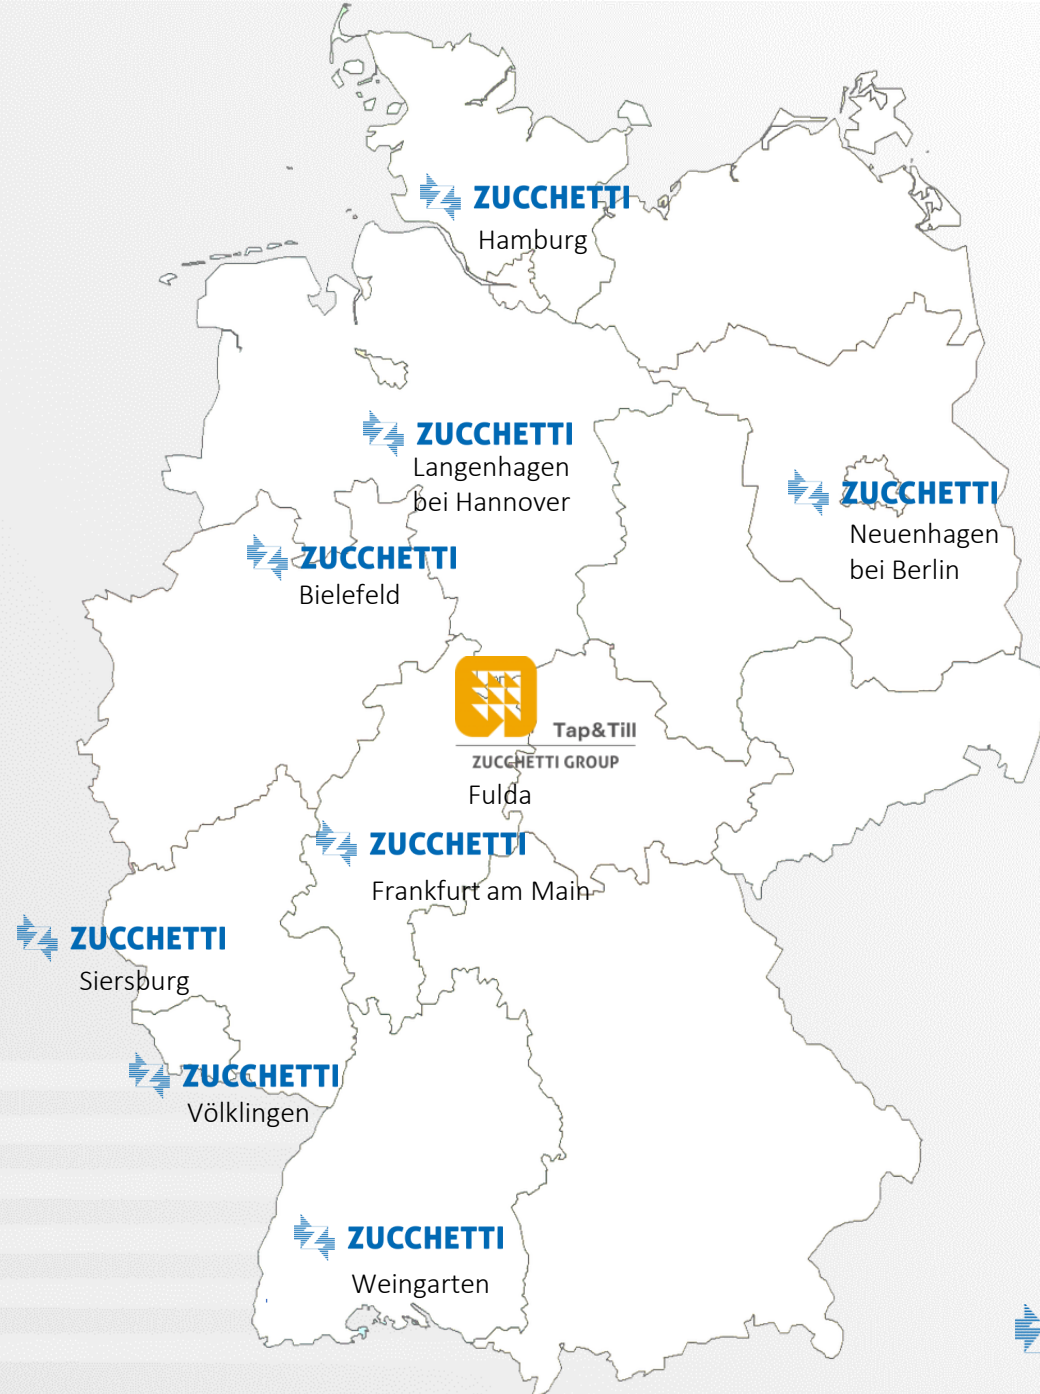 ZUCCHETTI
Hamburg
ZUCCHETTI
Langenhagen
bei Hannover
ZUCCHETTI
Neuenhagen
bei Berlin
ZUCCHETTI
Bielefeld
Tap&Till
ZUCCHETTI GROUP
Fulda
ZUCCHETTI
Frankfurt am Main
ZUCCHETTI
Siersburg
ZUCCHETTI
Völklingen
ZUCCHETTI
Weingarten